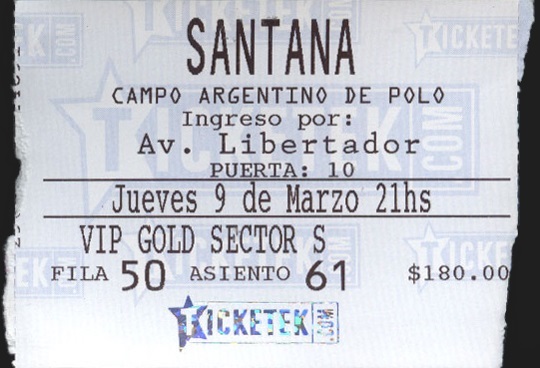 SANTANA
CAMPO ARGENTINO DE POLO
Ingreso por:
Av. Libertador
PUERTA: 10
Jueves 9 de Marzo 21hs
VIP GOLD SECTOR S
FILA 50 ASIENTO 61 $180.00
TICKETEK.COM